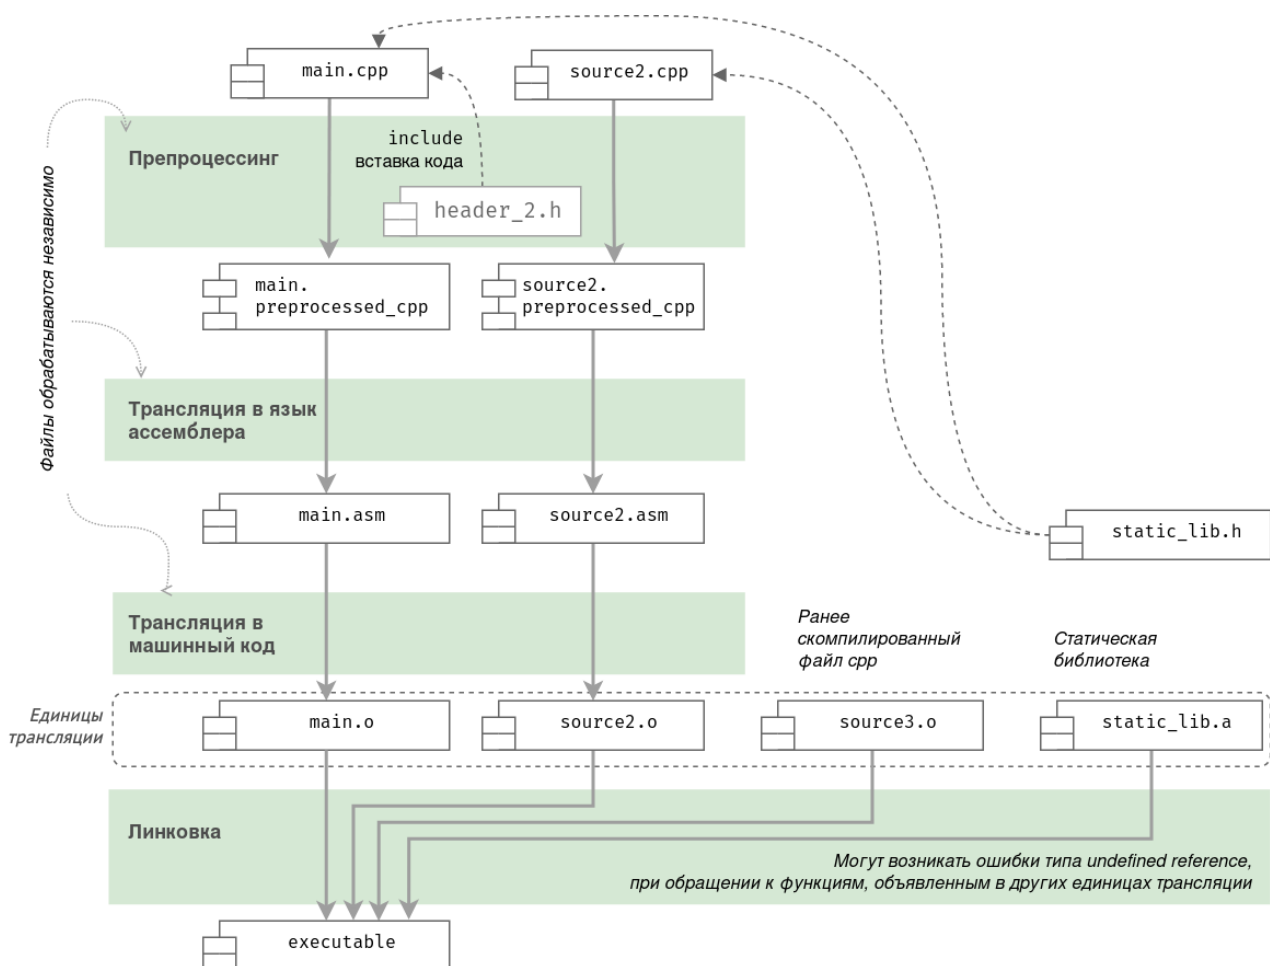 main.cpp
source2.cpp
include
вставка кода
Препроцессинг
header_2.h
Файлы обрабатываются независимо
main.
preprocessed_cpp
source2.
preprocessed_cpp
Трансляция в язык
ассемблера
main.asm
source2.asm
static_lib.h
Трансляция в
машинный код
Ранее
скомпилированный
файл cpp
Статическая
библиотека
Единицы
трансляции
main.o
source2.o
source3.o
static_lib.a
Линковка
Могут возникать ошибки типа undefined reference,
при обращении к функциям, объявленным в других единицах трансляции
executable